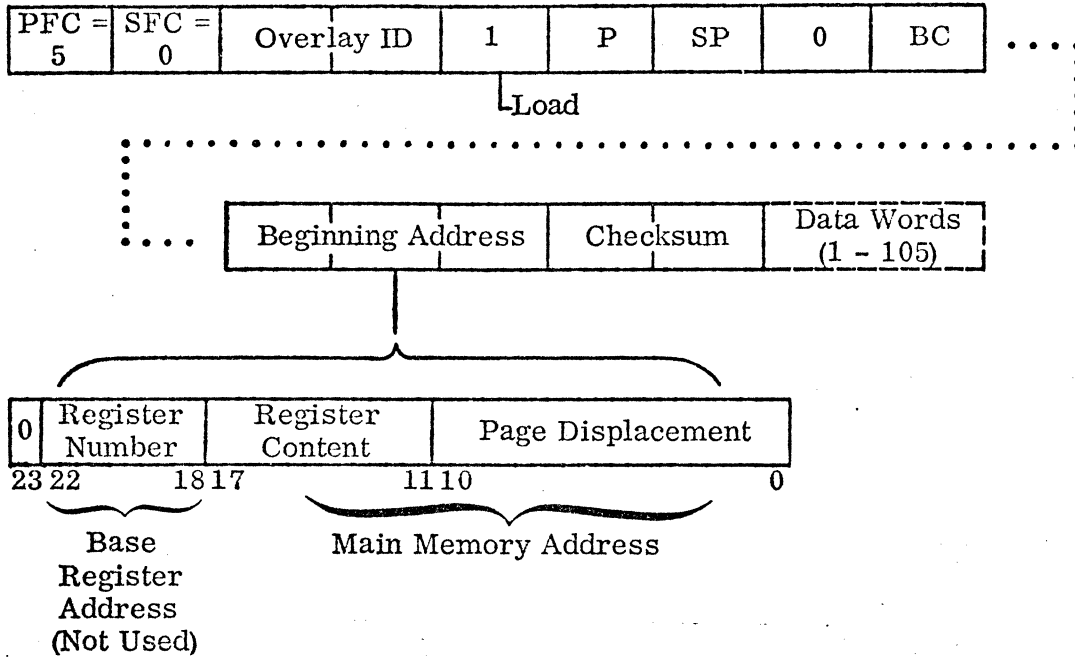 PFC = SFC = Overlay ID 1 P SP 0 BC
5 0
Load
Beginning Address Checksum Data Words
(1 - 105)
0 Register Register Page Displacement
Number Content
23 22 18 17 11 10 0
Base Main Memory Address
Register
Address
(Not Used)